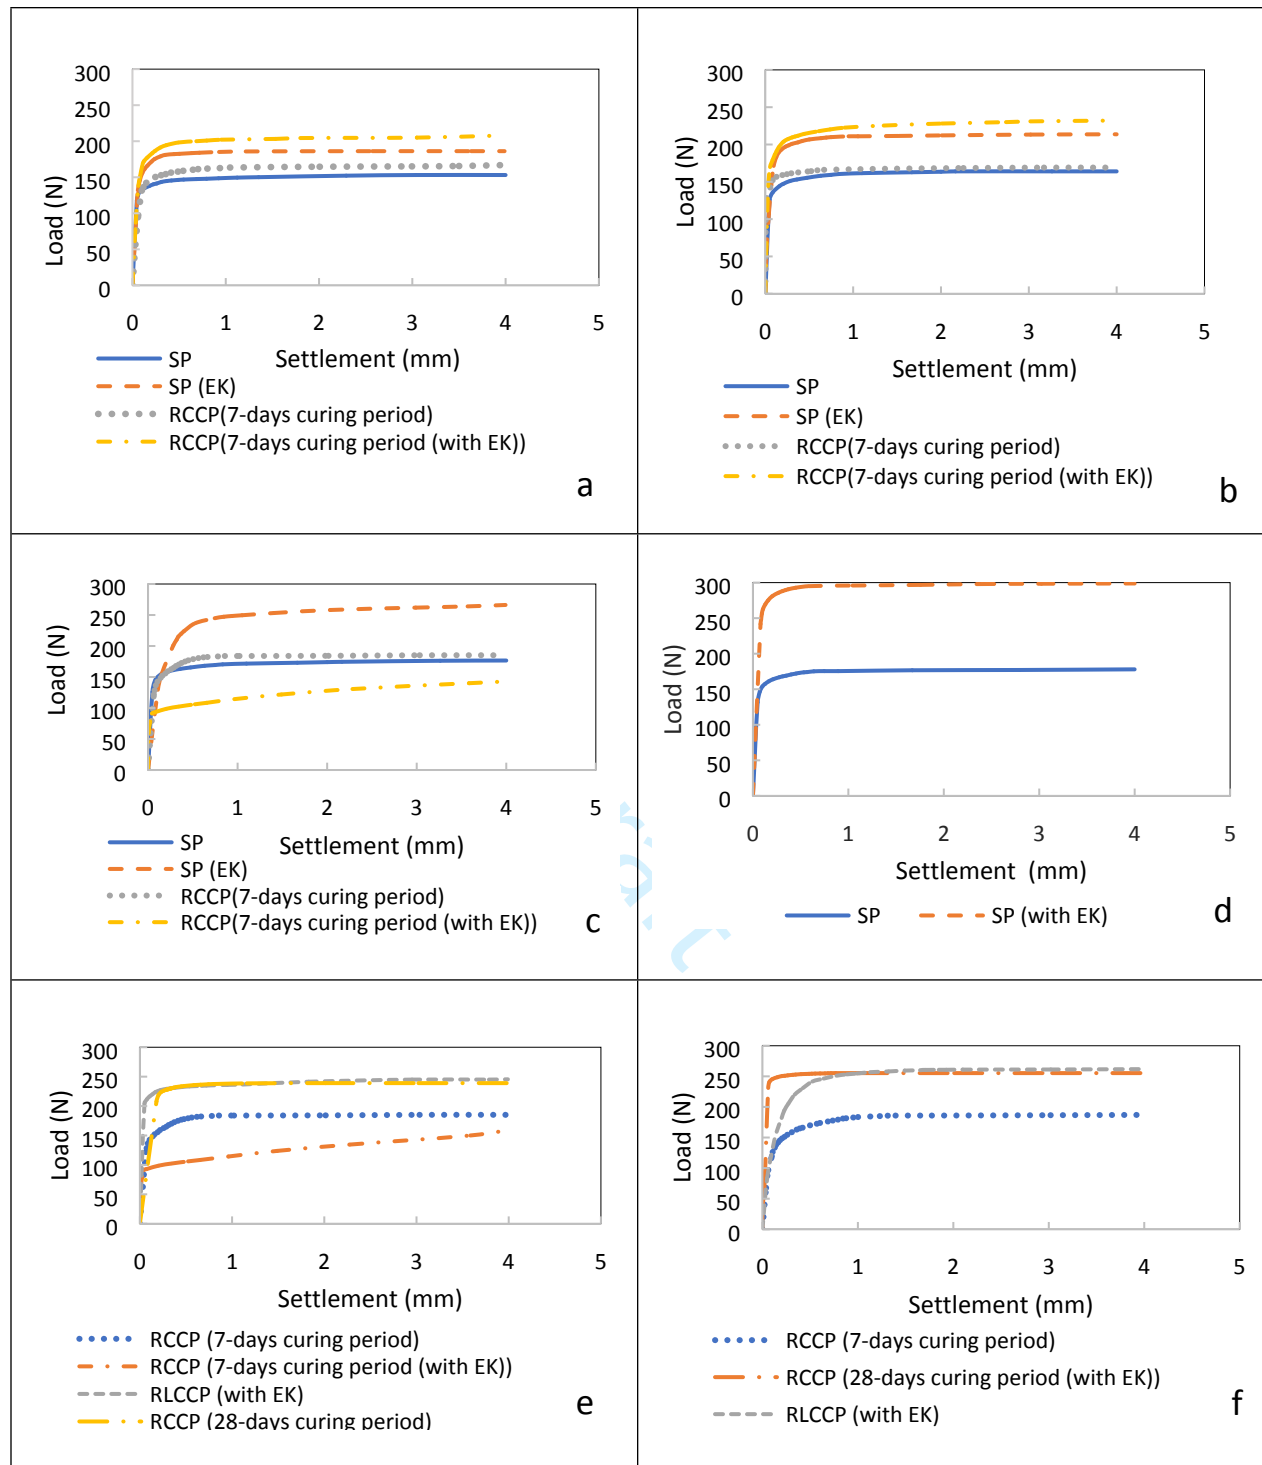 300
250
200
150
100
50
0
Load (N)
0 1 2 3 4 5
Settlement (mm)
SP
SP (EK)
RCCP(7-days curing period)
RCCP(7-days curing period (with EK))
a
300
250
200
150
100
50
0
Load (N)
0 1 2 3 4 5
Settlement (mm)
SP
SP (EK)
RCCP(7-days curing period)
RCCP(7-days curing period (with EK))
b
300
250
200
150
100
50
0
Load (N)
0 1 2 3 4 5
Settlement (mm)
SP
SP (EK)
RCCP(7-days curing period)
RCCP(7-days curing period (with EK))
c
300
250
200
150
100
50
0
Load (N)
0 1 2 3 4 5
Settlement (mm)
SP SP (with EK)
d
300
250
200
150
100
50
0
Load (N)
0 1 2 3 4 5
Settlement (mm)
RCCP (7-days curing period)
RCCP (7-days curing period (with EK))
RLCCP (with EK)
RCCP (28-days curing period)
e
300
250
200
150
100
50
0
Load (N)
0 1 2 3 4 5
Settlement (mm)
RCCP (7-days curing period)
RCCP (28-days curing period (with EK))
RLCCP (with EK)
f